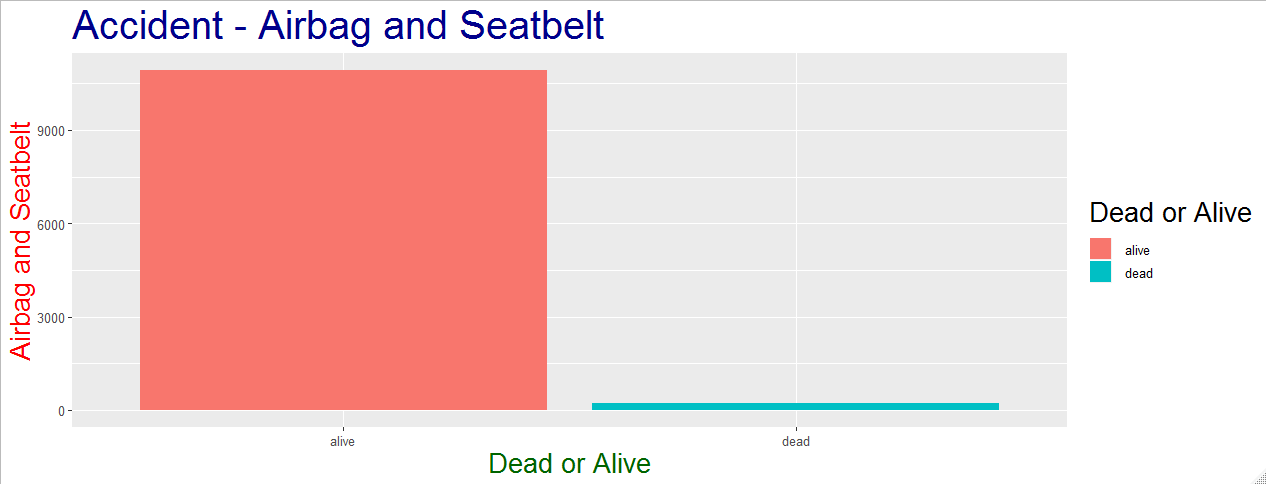 Accident - Airbag and Seatbelt
Airbag and Seatbelt
9000
6000
3000
0
alive
dead
Dead or Alive
Dead or Alive
alive
dead